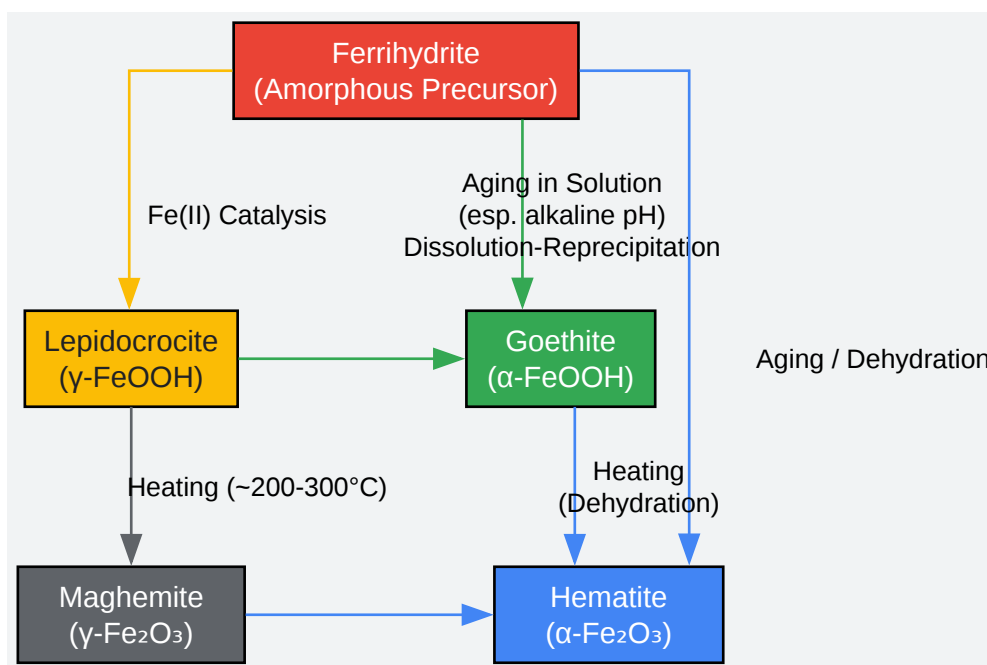 Ferrihydrite
(Amorphous Precursor)
Fe(II) Catalysis
Aging in Solution
(esp. alkaline pH)
Dissolution-Reprecipitation
Lepidocrocite
(γ-FeOOH)
Goethite
(α-FeOOH)
Aging / Dehydration
Heating (~200-300°C)
Heating
(Dehydration)
Maghemite
(γ-Fe₂O₃)
Hematite
(α-Fe₂O₃)